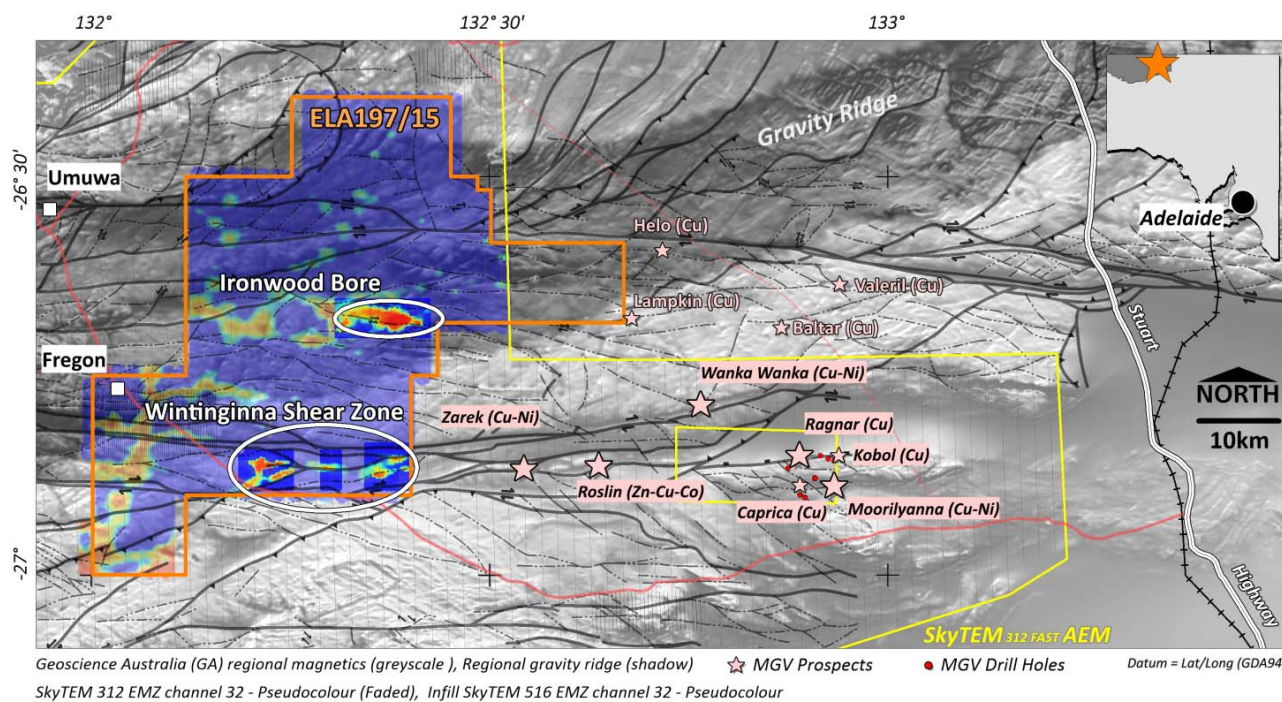 132°
132° 30'
133°
ELA197/15
Gravity Ridge
-26° 30'
Umuwa
Adelaide
Helo (Cu)
Ironwood Bore
Valeril (Cu)
Lampkin (Cu)
Baltar (Cu)
Stuart
Fregon
Wanka Wanka (Cu-Ni)
NORTH
10km
Wintinginna Shear Zone
Zarek (Cu-Ni)
Ragnar (Cu)
Kobol (Cu)
Roslin (Zn-Cu-Co)
Caprica (Cu)
Moorilyanna (Cu-Ni)
-27°
Highway
SkyTEM 312 FAST AEM
Geoscience Australia (GA) regional magnetics (greyscale ), Regional gravity ridge (shadow)
MGV Prospects
MGV Drill Holes
Datum = Lat/Long (GDA94
SkyTEM 312 EMZ channel 32 - Pseudocolour (Faded), Infill SkyTEM 516 EMZ channel 32 - Pseudocolour